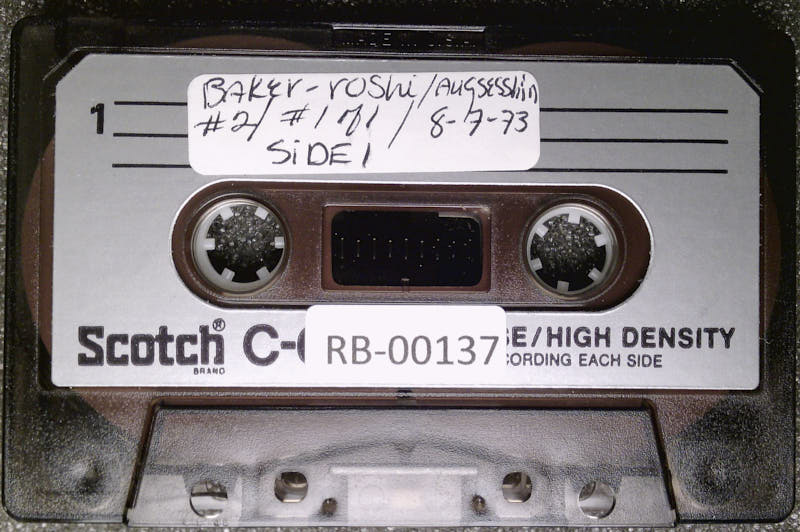 MADE IN U.S.A.
BAKER-roshi/AugSESShin
#2/ #1 of 1 / 8-7-73
SiDE 1
1
Scotch® C-
BRAND
RB-00137
SE/HIGH DENSITY
CORDING EACH SIDE